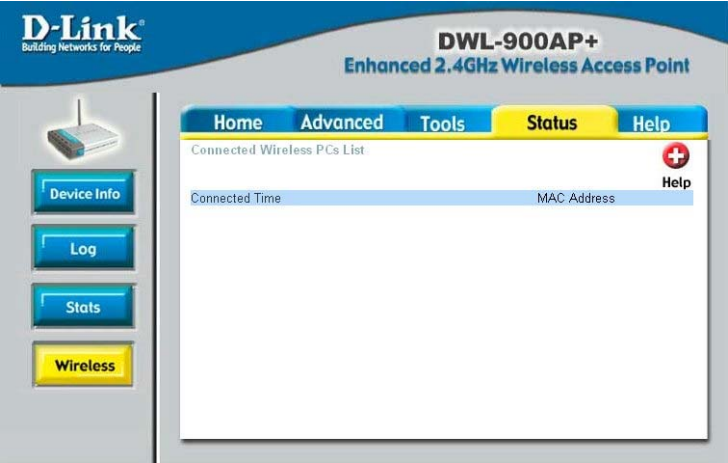 D-Link®
Building Networks for People
DWL-900AP+
Enhanced 2.4GHz Wireless Access Point
Home Advanced Tools Status Help
Connected Wireless PCs List
Help
Connected Time MAC Address
Device Info
Log
Stats
Wireless